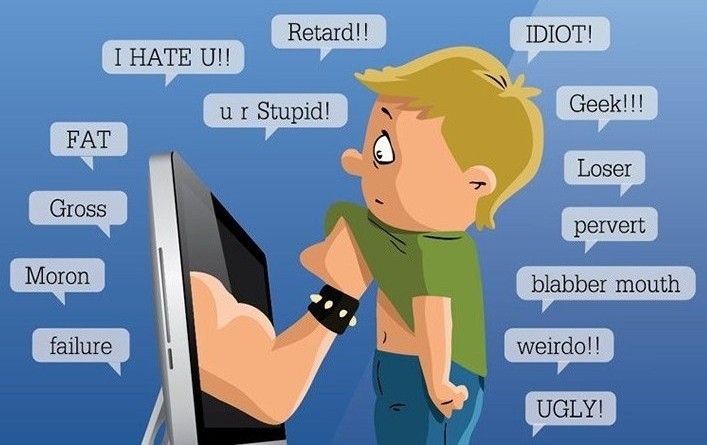 Retard!!
IDIOT!
I HATE U!!
u r Stupid!
Geek!!!
FAT
Loser
Gross
pervert
Moron
blabber mouth
failure
weirdo!!
UGLY!